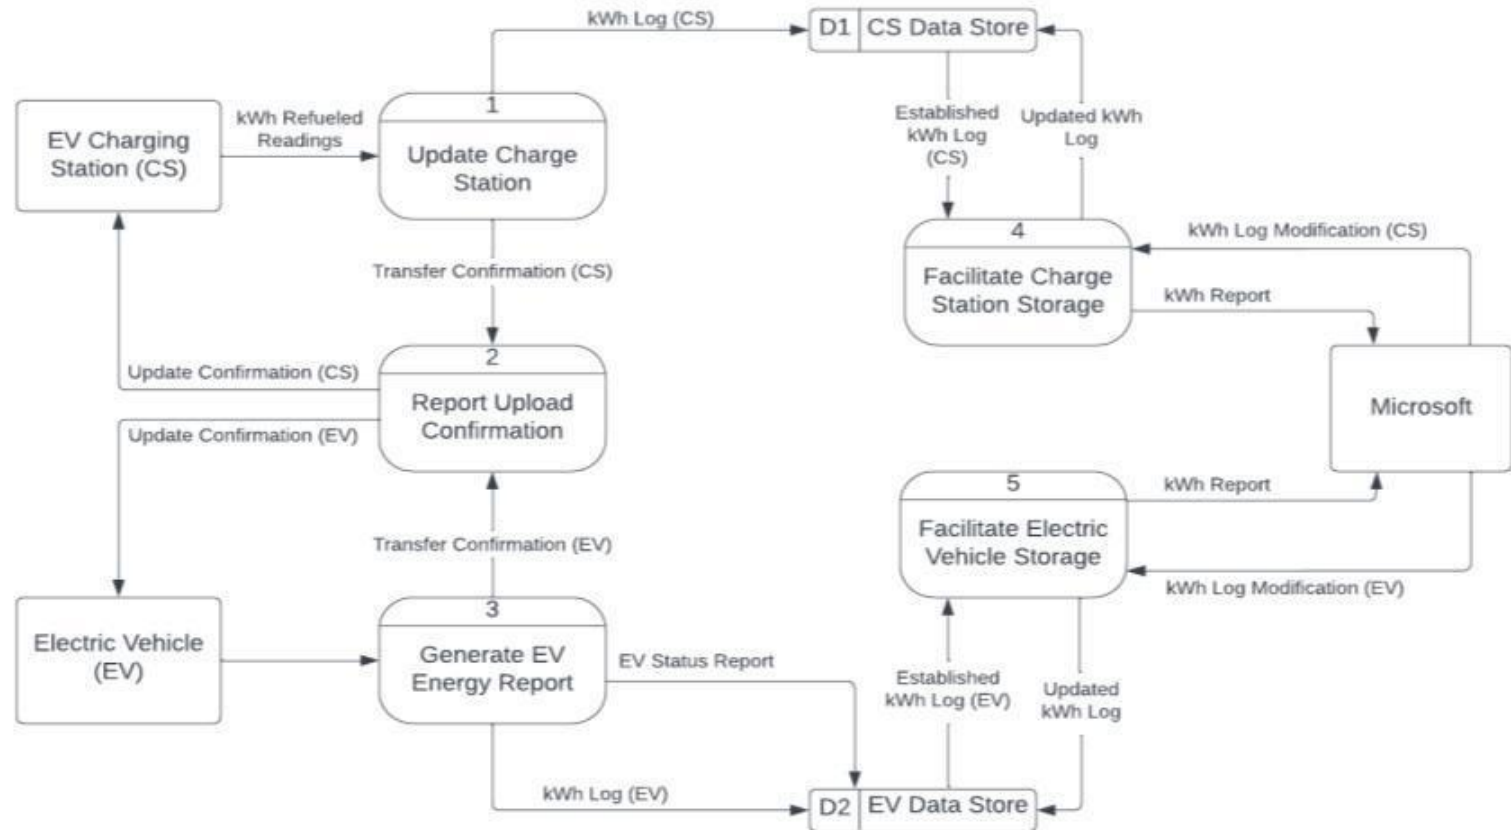 kWh Log (CS)
D1
CS Data Store
1
Update Charge
Station
EV Charging
Station (CS)
kWh Refueled
Readings
Established
kWh Log
(CS)
Updated kWh
Log
4
Facilitate Charge
Station Storage
kWh Log Modification (CS)
kWh Report
Transfer Confirmation (CS)
2
Report Upload
Confirmation
Update Confirmation (CS)
Update Confirmation (EV)
Microsoft
5
Facilitate Electric
Vehicle Storage
kWh Report
kWh Log Modification (EV)
Transfer Confirmation (EV)
3
Generate EV
Energy Report
Electric Vehicle
(EV)
EV Status Report
Established
kWh Log (EV)
Updated
kWh Log
kWh Log (EV)
D2
EV Data Store